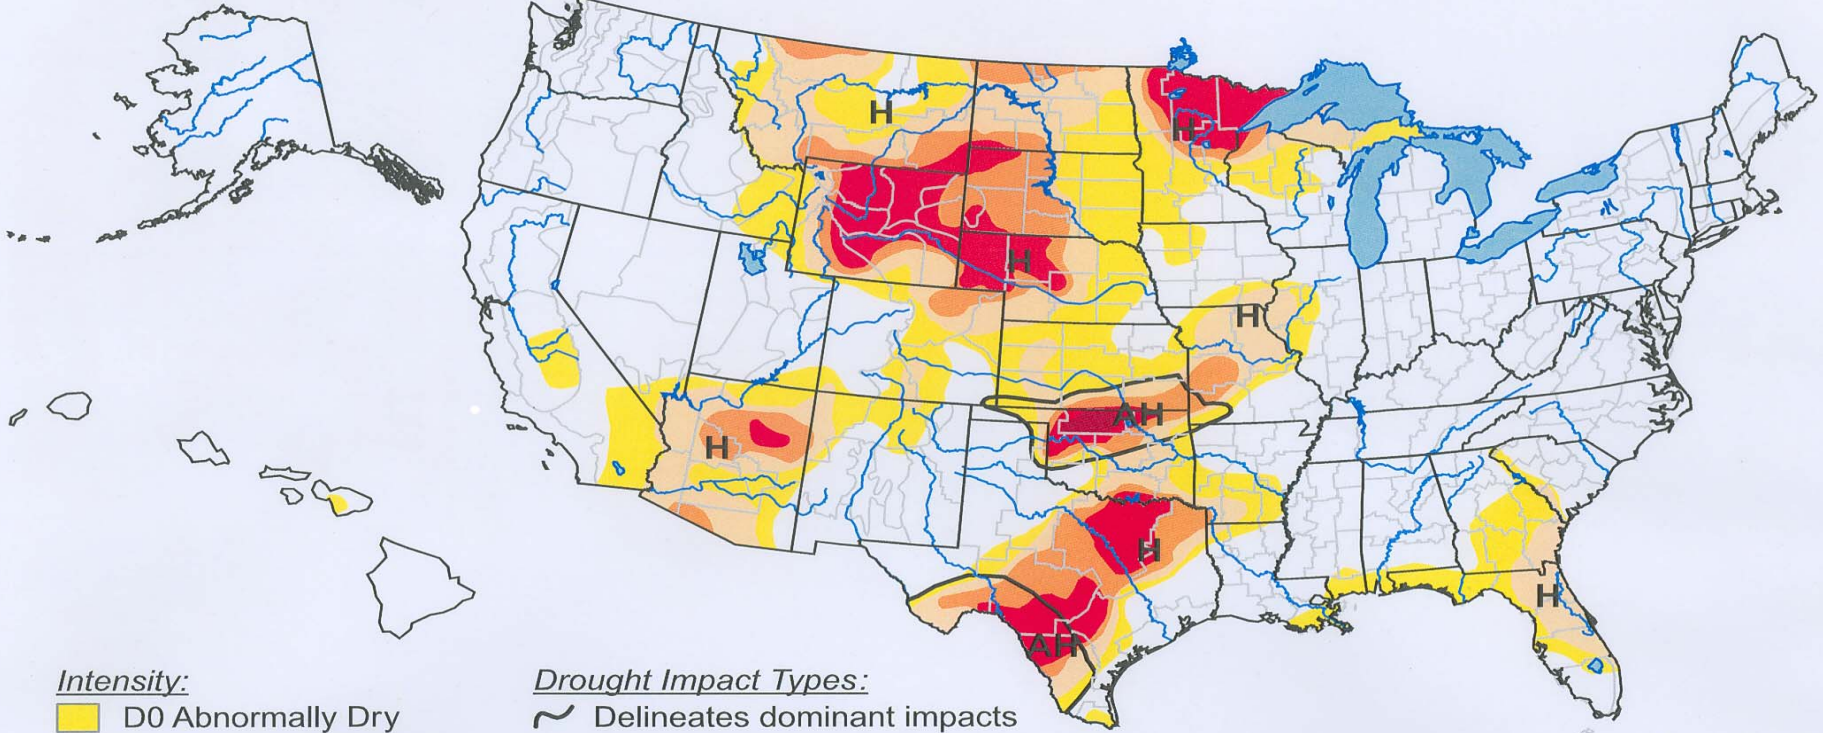 H
H
H
H
AH
H
H
H
AH
Intensity:
D0 Abnormally Dry
Drought Impact Types:
Delineates dominant impacts